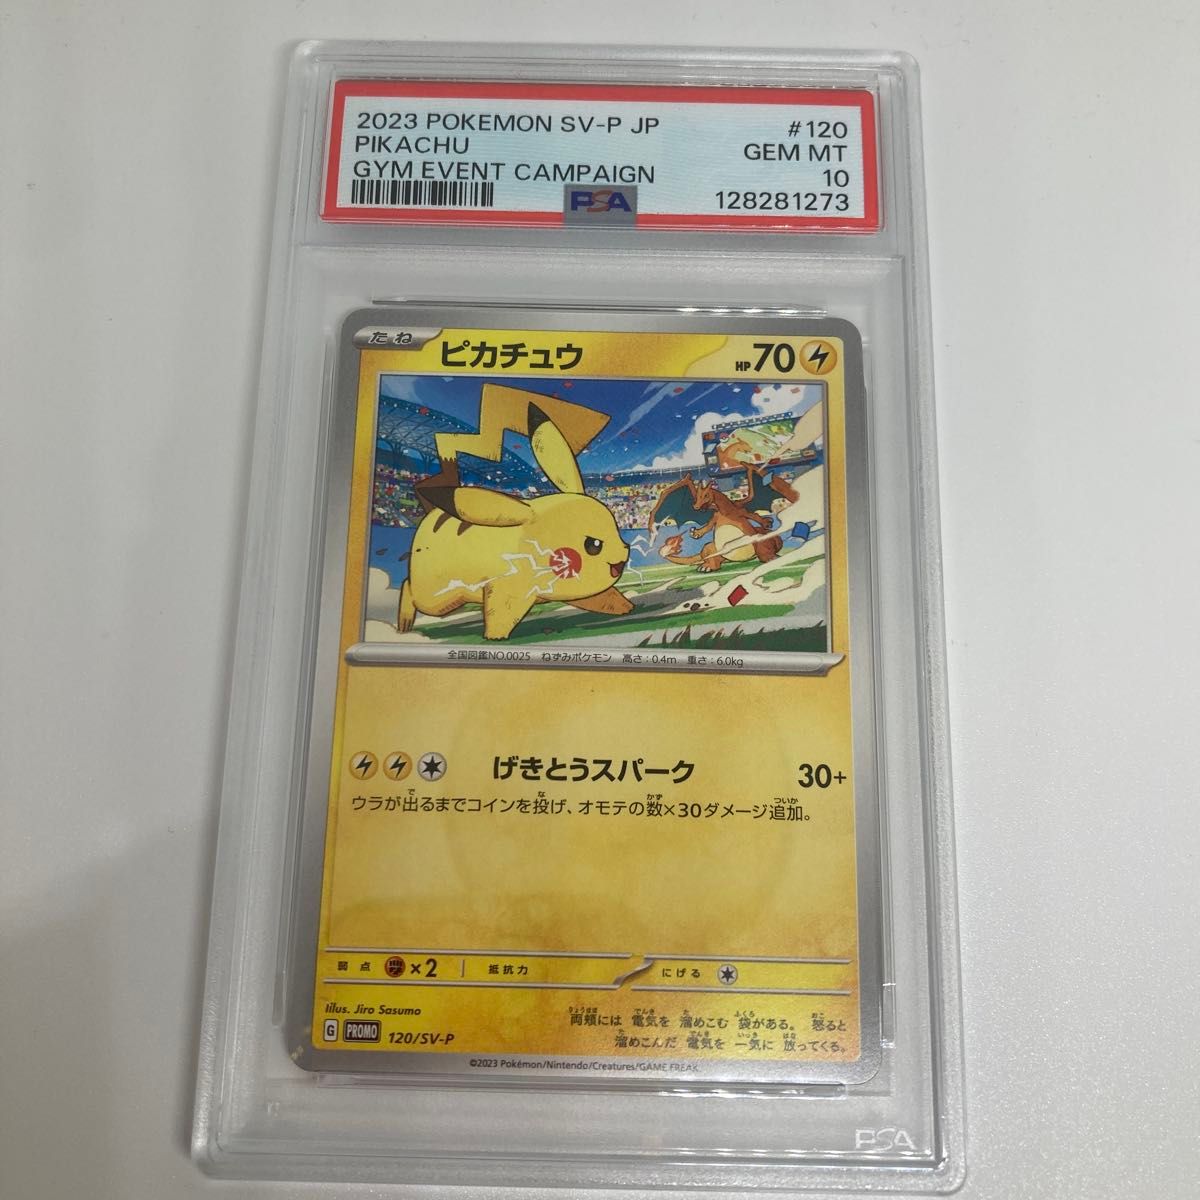 2023 POKEMON SV-P JP #120
PIKACHU GEM MT
GYM EVENT CAMPAIGN 10
PSA 128281273
たね ピカチュウ HP70
全国図鑑NO.0025 ねずみポケモン 高さ:0.4m 重さ:6.0kg
げきとうスパーク 30+
ウラが出るまでコインを投げ、オモテの数×30ダメージ追加。
弱点 ×2 抵抗力 にげる
Illus. Jiro Sasumo
G PROMO 120/SV-P
両頬には 電気を 溜めこむ 袋がある。 怒ると
溜めこんだ 電気を 一気に 放ってくる。
©2023 Pokémon/Nintendo/Creatures/GAME FREAK.
PSA